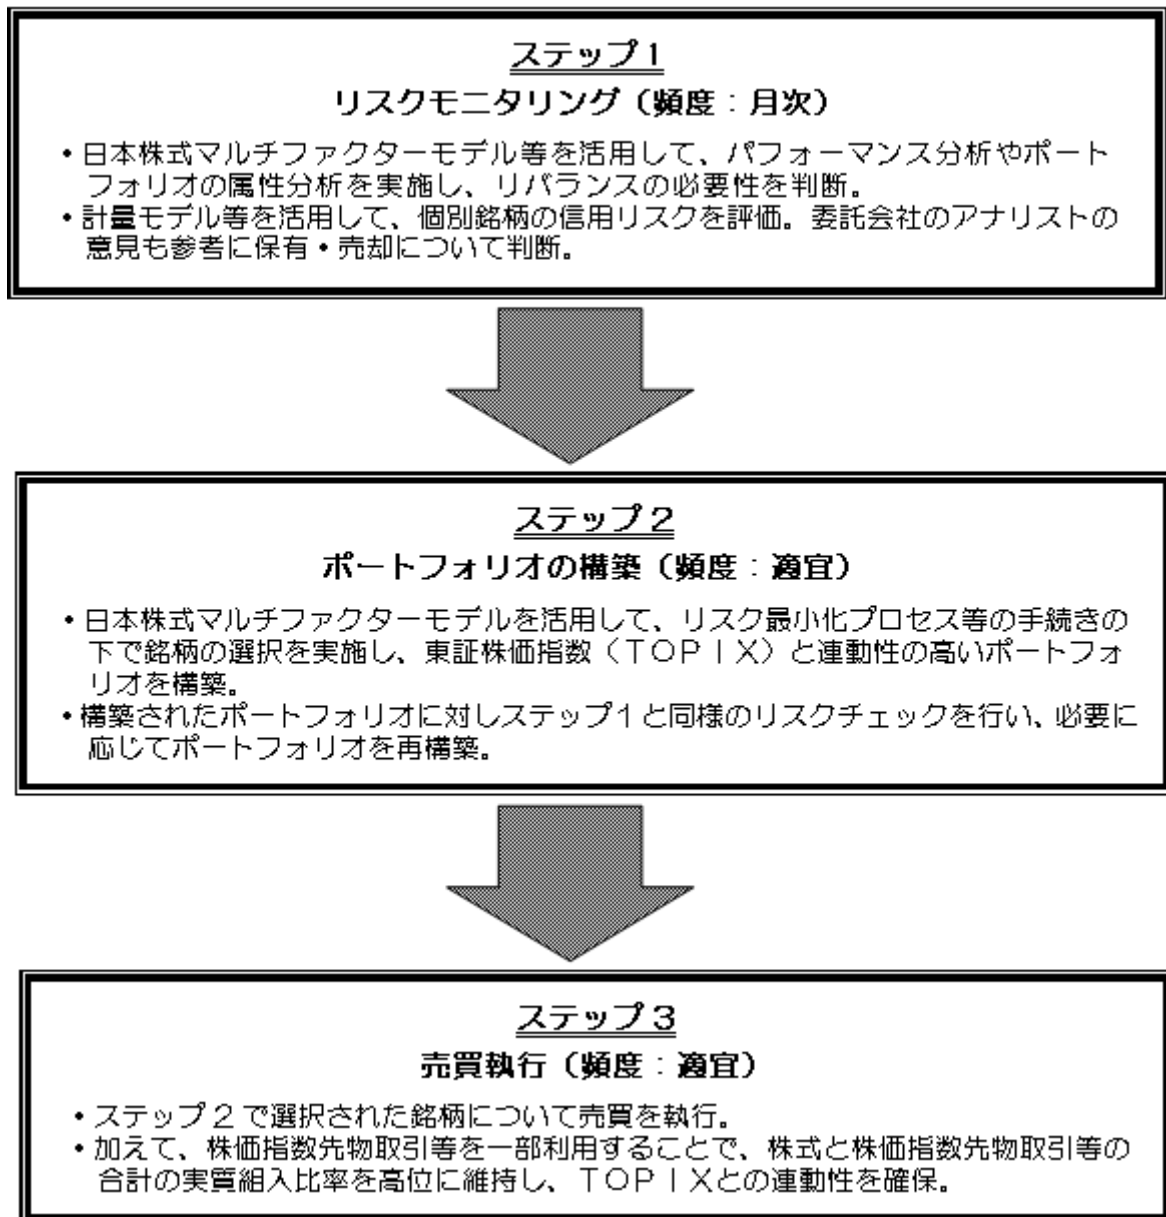 ステップ1
リスクモニタリング（頻度：月次）
•日本株式マルチファクターモデル等を活用して、パフォーマンス分析やポート
フォリオの属性分析を実施し、リバランスの必要性を判断。
•計量モデル等を活用して、個別銘柄の信用リスクを評価。委託会社のアナリストの
意見も参考に保有・売却について判断。
ステップ2
ポートフォリオの構築（頻度：適宜）
•日本株式マルチファクターモデルを活用して、リスク最小化プロセス等の手続きの
下で銘柄の選択を実施し、東証株価指数（ＴＯＰＩＸ）と連動性の高いポートフォ
リオを構築。
•構築されたポートフォリオに対しステップ1と同様のリスクチェックを行い、必要に
応じてポートフォリオを再構築。
ステップ3
売買執行（頻度：適宜）
•ステップ2で選択された銘柄について売買を執行。
•加えて、株価指数先物取引等を一部利用することで、株式と株価指数先物取引等の
合計の実質組入比率を高位に維持し、ＴＯＰＩＸとの連動性を確保。